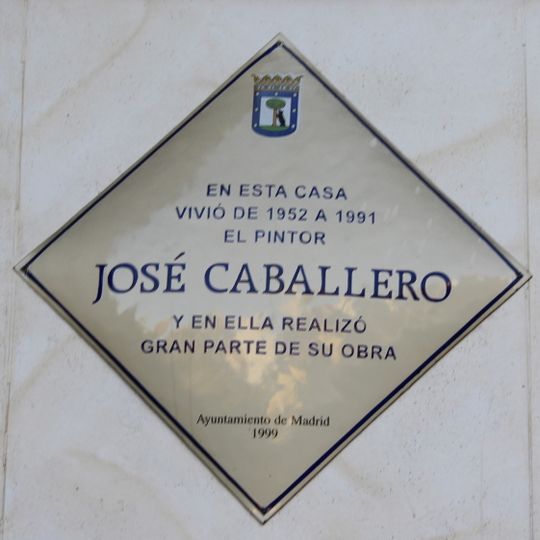 EN ESTA CASA
VIVIÓ DE 1952 A 1991
EL PINTOR
JOSÉ CABALLERO
Y EN ELLA REALIZÓ
GRAN PARTE DE SU OBRA
Ayuntamiento de Madrid
1999